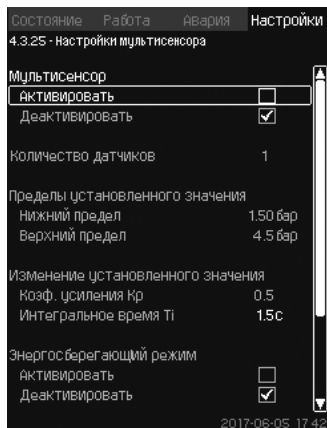 Состояние Работа Авария Настройки
4.3.25 - Настройки мультисенсора
Мультисенсор
Активировать
Деактивировать
Количество датчиков 1
Пределы установленного значения
Нижний предел 1.50 бар
Верхний предел 4.5 бар
Изменение установленного значения
Коэф. усиления Кр 0.5
Интегральное время Ti 1.5с
Энергосберегающий режим
Активировать
Деактивировать
2017-06-05 17:42